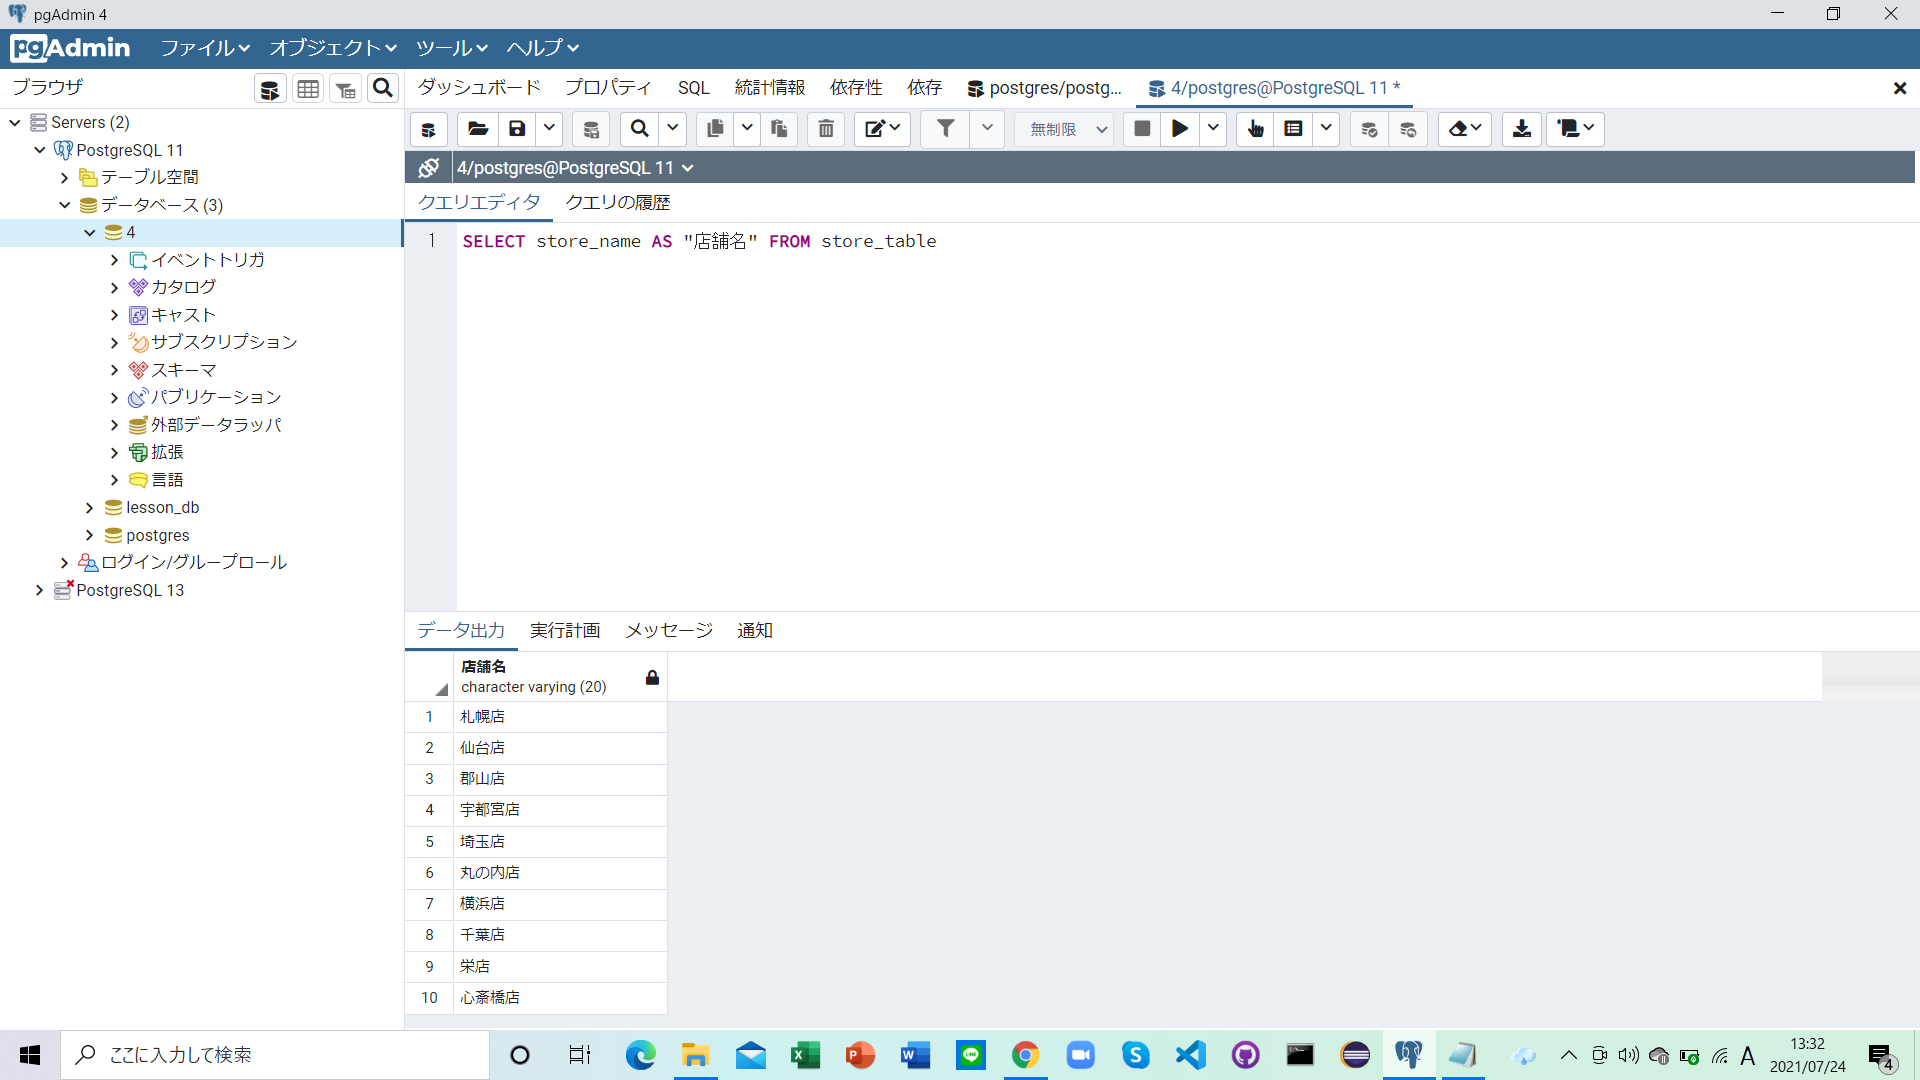 pgAdmin 4
pgAdmin ファイル オブジェクト ツール ヘルプ
ブラウザ
ダッシュボード プロパティ SQL 統計情報 依存性 依存 postgres/postg... 4/postgres@PostgreSQL 11 *
Servers (2)
PostgreSQL 11
テーブル空間
データベース (3)
4
イベントトリガ
カタログ
キャスト
サブスクリプション
スキーマ
パブリケーション
外部データラッパ
拡張
言語
lesson_db
postgres
ログイン/グループロール
PostgreSQL 13
無制限
4/postgres@PostgreSQL 11
クエリエディタ クエリの履歴
1 SELECT store_name AS "店舗名" FROM store_table
データ出力 実行計画 メッセージ 通知
店舗名
character varying (20)
1 札幌店
2 仙台店
3 郡山店
4 宇都宮店
5 埼玉店
6 丸の内店
7 横浜店
8 千葉店
9 栄店
10 心斎橋店
ここに入力して検索
A
13:32
2021/07/24
4